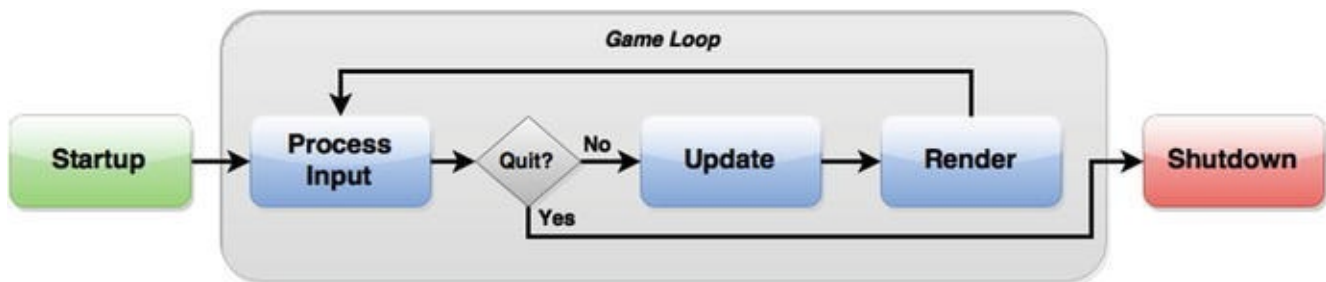 Game Loop
Startup
Process
Input
Quit?
No
Update
Render
Shutdown
Yes